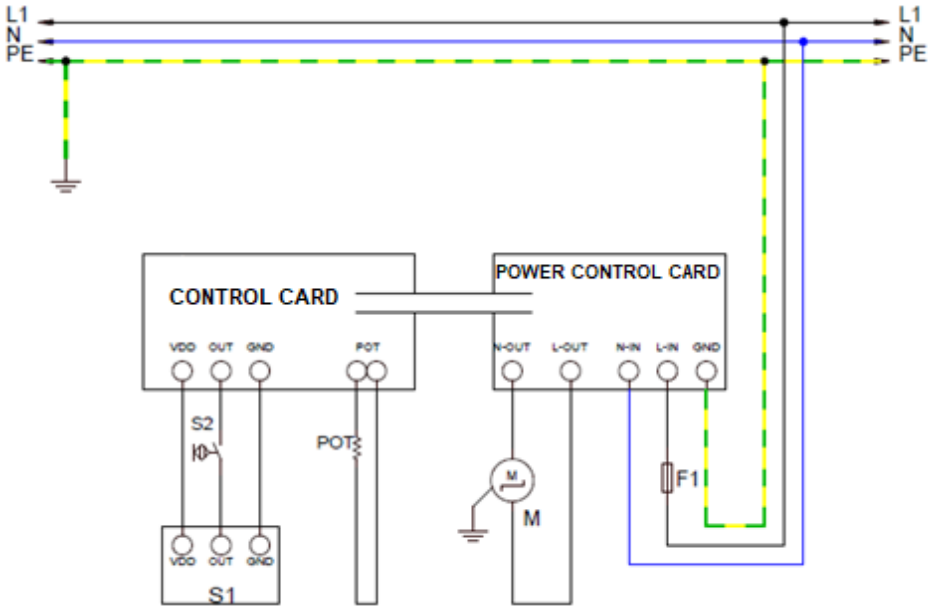 L1 L1
N N
PE PE
CONTROL CARD
POWER CONTROL CARD
VDD OUT GND POT
N-OUT L-OUT N-IN L-IN GND
S2
POT
M
F1
M
VDD OUT GND
S1